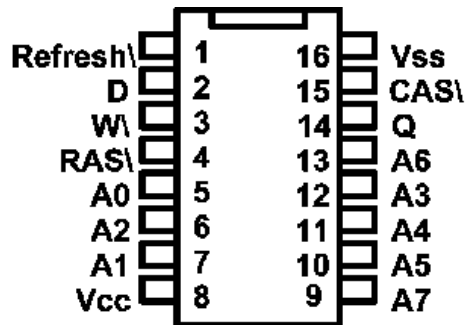 Refresh\ 1 16 Vss
D 2 15 CAS\
W\ 3 14 Q
RAS\ 4 13 A6
A0 5 12 A3
A2 6 11 A4
A1 7 10 A5
Vcc 8 9 A7